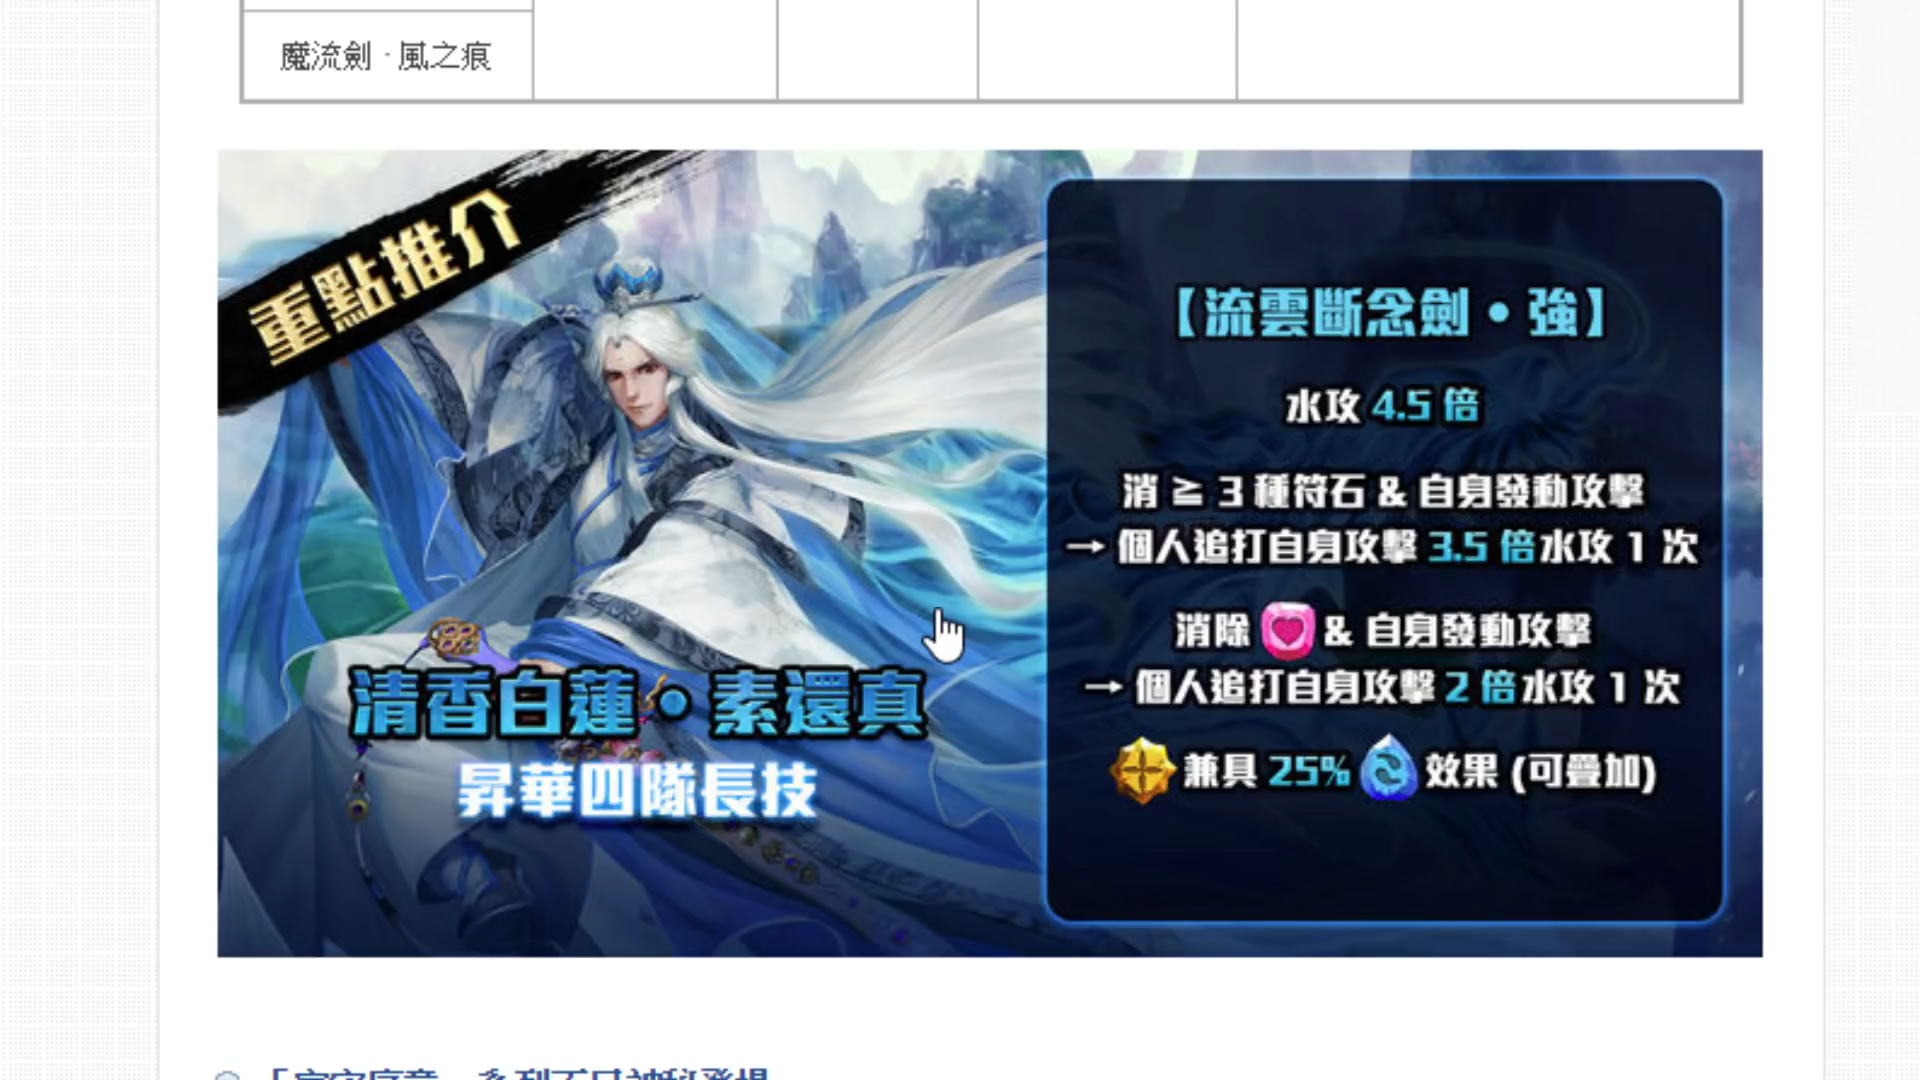 魔流劍．風之痕
重點推介
清香白蓮•素還真
昇華四隊長技
【流雲斷念劍•強】
水攻 4.5 倍
消 ≧ 3 種符石 & 自身發動攻擊
→ 個人追打自身攻擊 3.5 倍水攻 1 次
消除 & 自身發動攻擊
→ 個人追打自身攻擊 2 倍水攻 1 次
兼具 25% 效果 (可疊加)